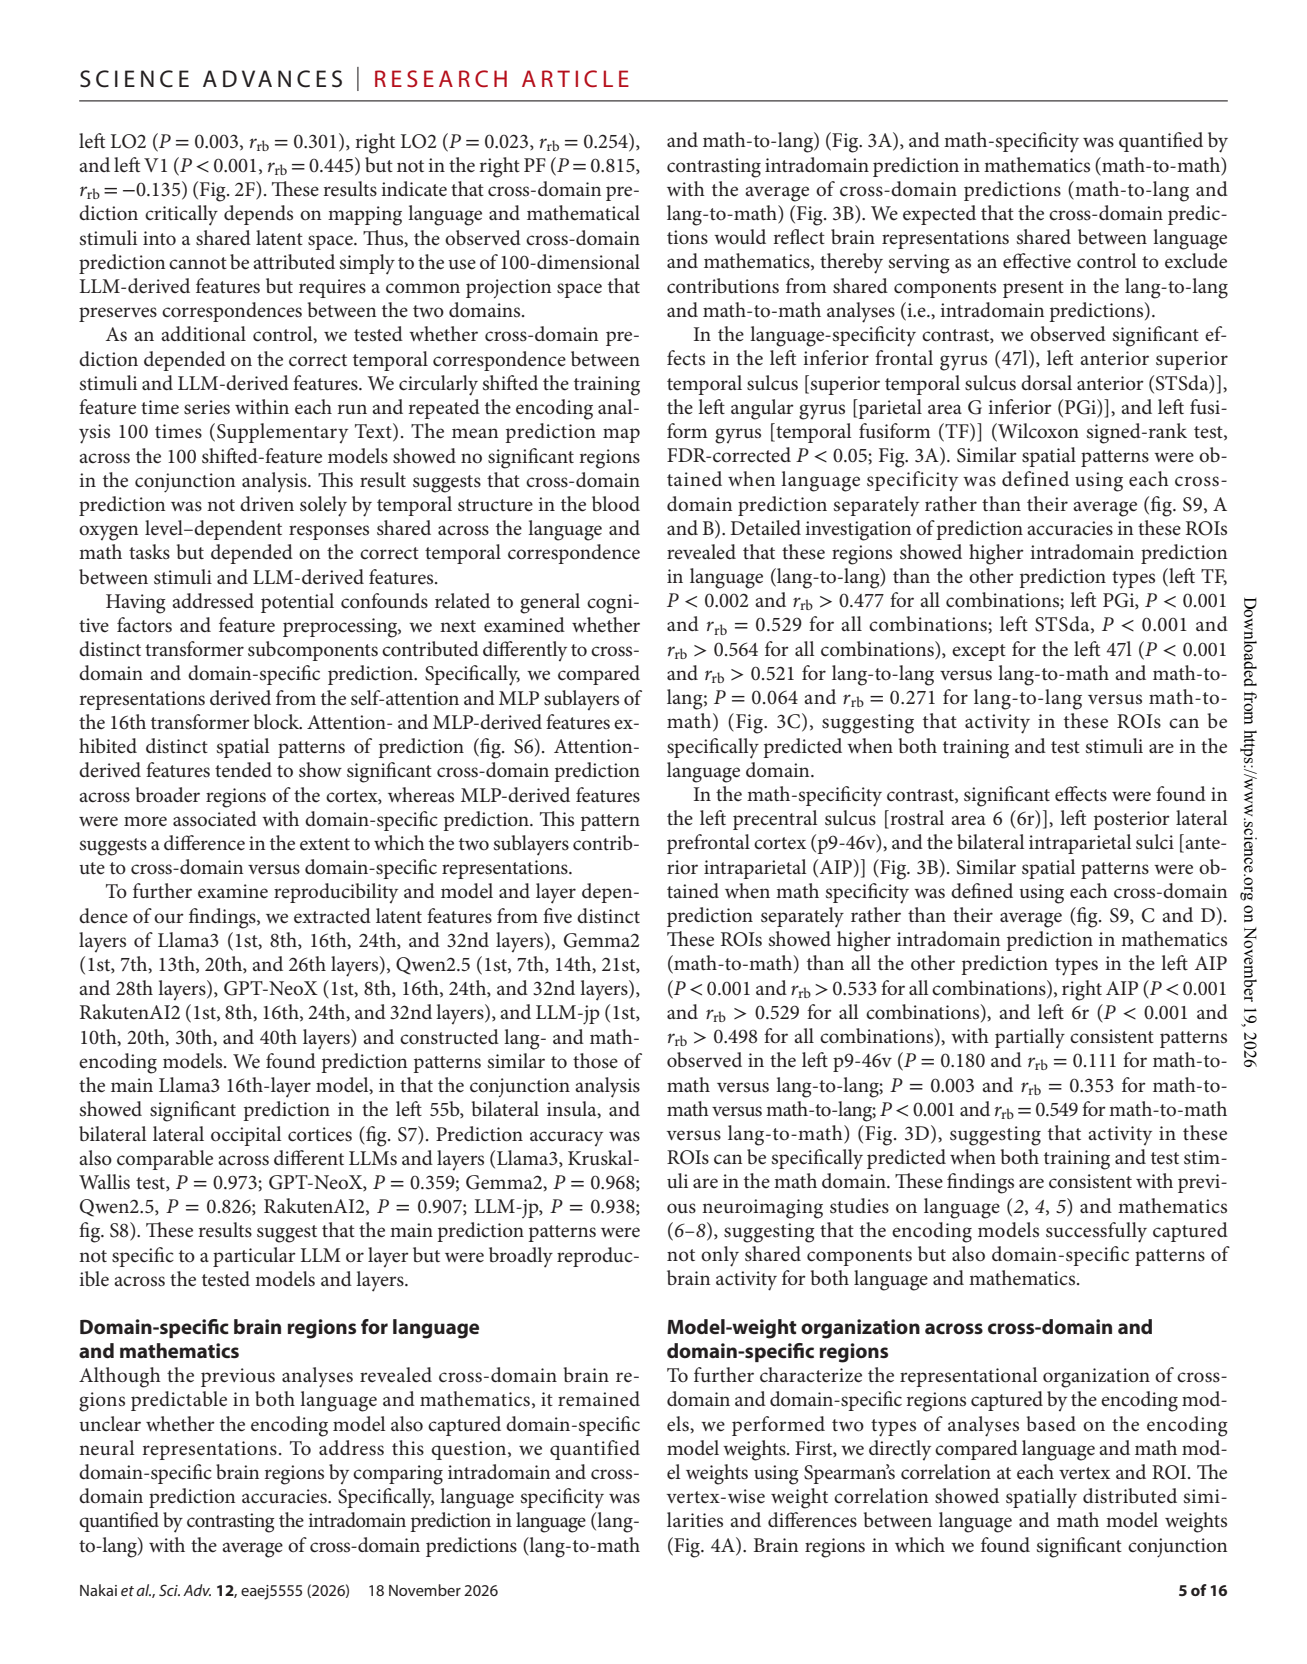 SCIENCE ADVANCES | RESEARCH ARTICLE
left LO2 (P = 0.003, rrb = 0.301), right LO2 (P = 0.023, rrb = 0.254),
and left V1 (P < 0.001, rrb = 0.445) but not in the right PF (P = 0.815,
rrb = −0.135) (Fig. 2F). These results indicate that cross-domain pre-
diction critically depends on mapping language and mathematical
stimuli into a shared latent space. Thus, the observed cross-domain
prediction cannot be attributed simply to the use of 100-dimensional
LLM-derived features but requires a common projection space that
preserves correspondences between the two domains.
As an additional control, we tested whether cross-domain pre-
diction depended on the correct temporal correspondence between
stimuli and LLM-derived features. We circularly shifted the training
feature time series within each run and repeated the encoding anal-
ysis 100 times (Supplementary Text). The mean prediction map
across the 100 shifted-feature models showed no significant regions
in the conjunction analysis. This result suggests that cross-domain
prediction was not driven solely by temporal structure in the blood
oxygen level–dependent responses shared across the language and
math tasks but depended on the correct temporal correspondence
between stimuli and LLM-derived features.
Having addressed potential confounds related to general cogni-
tive factors and feature preprocessing, we next examined whether
distinct transformer subcomponents contributed differently to cross-
domain and domain-specific prediction. Specifically, we compared
representations derived from the self-attention and MLP sublayers of
the 16th transformer block. Attention- and MLP-derived features ex-
hibited distinct spatial patterns of prediction (fig. S6). Attention-
derived features tended to show significant cross-domain prediction
across broader regions of the cortex, whereas MLP-derived features
were more associated with domain-specific prediction. This pattern
suggests a difference in the extent to which the two sublayers contrib-
ute to cross-domain versus domain-specific representations.
To further examine reproducibility and model and layer depen-
dence of our findings, we extracted latent features from five distinct
layers of Llama3 (1st, 8th, 16th, 24th, and 32nd layers), Gemma2
(1st, 7th, 13th, 20th, and 26th layers), Qwen2.5 (1st, 7th, 14th, 21st,
and 28th layers), GPT-NeoX (1st, 8th, 16th, 24th, and 32nd layers),
RakutenAI2 (1st, 8th, 16th, 24th, and 32nd layers), and LLM-jp (1st,
10th, 20th, 30th, and 40th layers) and constructed lang- and math-
encoding models. We found prediction patterns similar to those of
the main Llama3 16th-layer model, in that the conjunction analysis
showed significant prediction in the left 55b, bilateral insula, and
bilateral lateral occipital cortices (fig. S7). Prediction accuracy was
also comparable across different LLMs and layers (Llama3, Kruskal-
Wallis test, P = 0.973; GPT-NeoX, P = 0.359; Gemma2, P = 0.968;
Qwen2.5, P = 0.826; RakutenAI2, P = 0.907; LLM-jp, P = 0.938;
fig. S8). These results suggest that the main prediction patterns were
not specific to a particular LLM or layer but were broadly reproduc-
ible across the tested models and layers.
Domain-specific brain regions for language
and mathematics
Although the previous analyses revealed cross-domain brain re-
gions predictable in both language and mathematics, it remained
unclear whether the encoding model also captured domain-specific
neural representations. To address this question, we quantified
domain-specific brain regions by comparing intradomain and cross-
domain prediction accuracies. Specifically, language specificity was
quantified by contrasting the intradomain prediction in language (lang-
to-lang) with the average of cross-domain predictions (lang-to-math
and math-to-lang) (Fig. 3A), and math-specificity was quantified by
contrasting intradomain prediction in mathematics (math-to-math)
with the average of cross-domain predictions (math-to-lang and
lang-to-math) (Fig. 3B). We expected that the cross-domain predic-
tions would reflect brain representations shared between language
and mathematics, thereby serving as an effective control to exclude
contributions from shared components present in the lang-to-lang
and math-to-math analyses (i.e., intradomain predictions).
In the language-specificity contrast, we observed significant ef-
fects in the left inferior frontal gyrus (47l), left anterior superior
temporal sulcus [superior temporal sulcus dorsal anterior (STSda)],
the left angular gyrus [parietal area G inferior (PGi)], and left fusi-
form gyrus [temporal fusiform (TF)] (Wilcoxon signed-rank test,
FDR-corrected P < 0.05; Fig. 3A). Similar spatial patterns were ob-
tained when language specificity was defined using each cross-
domain prediction separately rather than their average (fig. S9, A
and B). Detailed investigation of prediction accuracies in these ROIs
revealed that these regions showed higher intradomain prediction
in language (lang-to-lang) than the other prediction types (left TF,
P < 0.002 and rrb > 0.477 for all combinations; left PGi, P < 0.001
and rrb = 0.529 for all combinations; left STSda, P < 0.001 and
rrb > 0.564 for all combinations), except for the left 47l (P < 0.001
and rrb > 0.521 for lang-to-lang versus lang-to-math and math-to-
lang; P = 0.064 and rrb = 0.271 for lang-to-lang versus math-to-
math) (Fig. 3C), suggesting that activity in these ROIs can be
specifically predicted when both training and test stimuli are in the
language domain.
In the math-specificity contrast, significant effects were found in
the left precentral sulcus [rostral area 6 (6r)], left posterior lateral
prefrontal cortex (p9-46v), and the bilateral intraparietal sulci [ante-
rior intraparietal (AIP)] (Fig. 3B). Similar spatial patterns were ob-
tained when math specificity was defined using each cross-domain
prediction separately rather than their average (fig. S9, C and D).
These ROIs showed higher intradomain prediction in mathematics
(math-to-math) than all the other prediction types in the left AIP
(P < 0.001 and rrb > 0.533 for all combinations), right AIP (P < 0.001
and rrb > 0.529 for all combinations), and left 6r (P < 0.001 and
rrb > 0.498 for all combinations), with partially consistent patterns
observed in the left p9-46v (P = 0.180 and rrb = 0.111 for math-to-
math versus lang-to-lang; P = 0.003 and rrb = 0.353 for math-to-
math versus math-to-lang; P < 0.001 and rrb = 0.549 for math-to-math
versus lang-to-math) (Fig. 3D), suggesting that activity in these
ROIs can be specifically predicted when both training and test stim-
uli are in the math domain. These findings are consistent with previ-
ous neuroimaging studies on language (2, 4, 5) and mathematics
(6–8), suggesting that the encoding models successfully captured
not only shared components but also domain-specific patterns of
brain activity for both language and mathematics.
Model-weight organization across cross-domain and
domain-specific regions
To further characterize the representational organization of cross-
domain and domain-specific regions captured by the encoding mod-
els, we performed two types of analyses based on the encoding
model weights. First, we directly compared language and math mod-
el weights using Spearman’s correlation at each vertex and ROI. The
vertex-wise weight correlation showed spatially distributed simi-
larities and differences between language and math model weights
(Fig. 4A). Brain regions in which we found significant conjunction
Downloaded from https://www.science.org on November 19, 2026
Nakai et al., Sci. Adv. 12, eaej5555 (2026) 18 November 2026
5 of 16